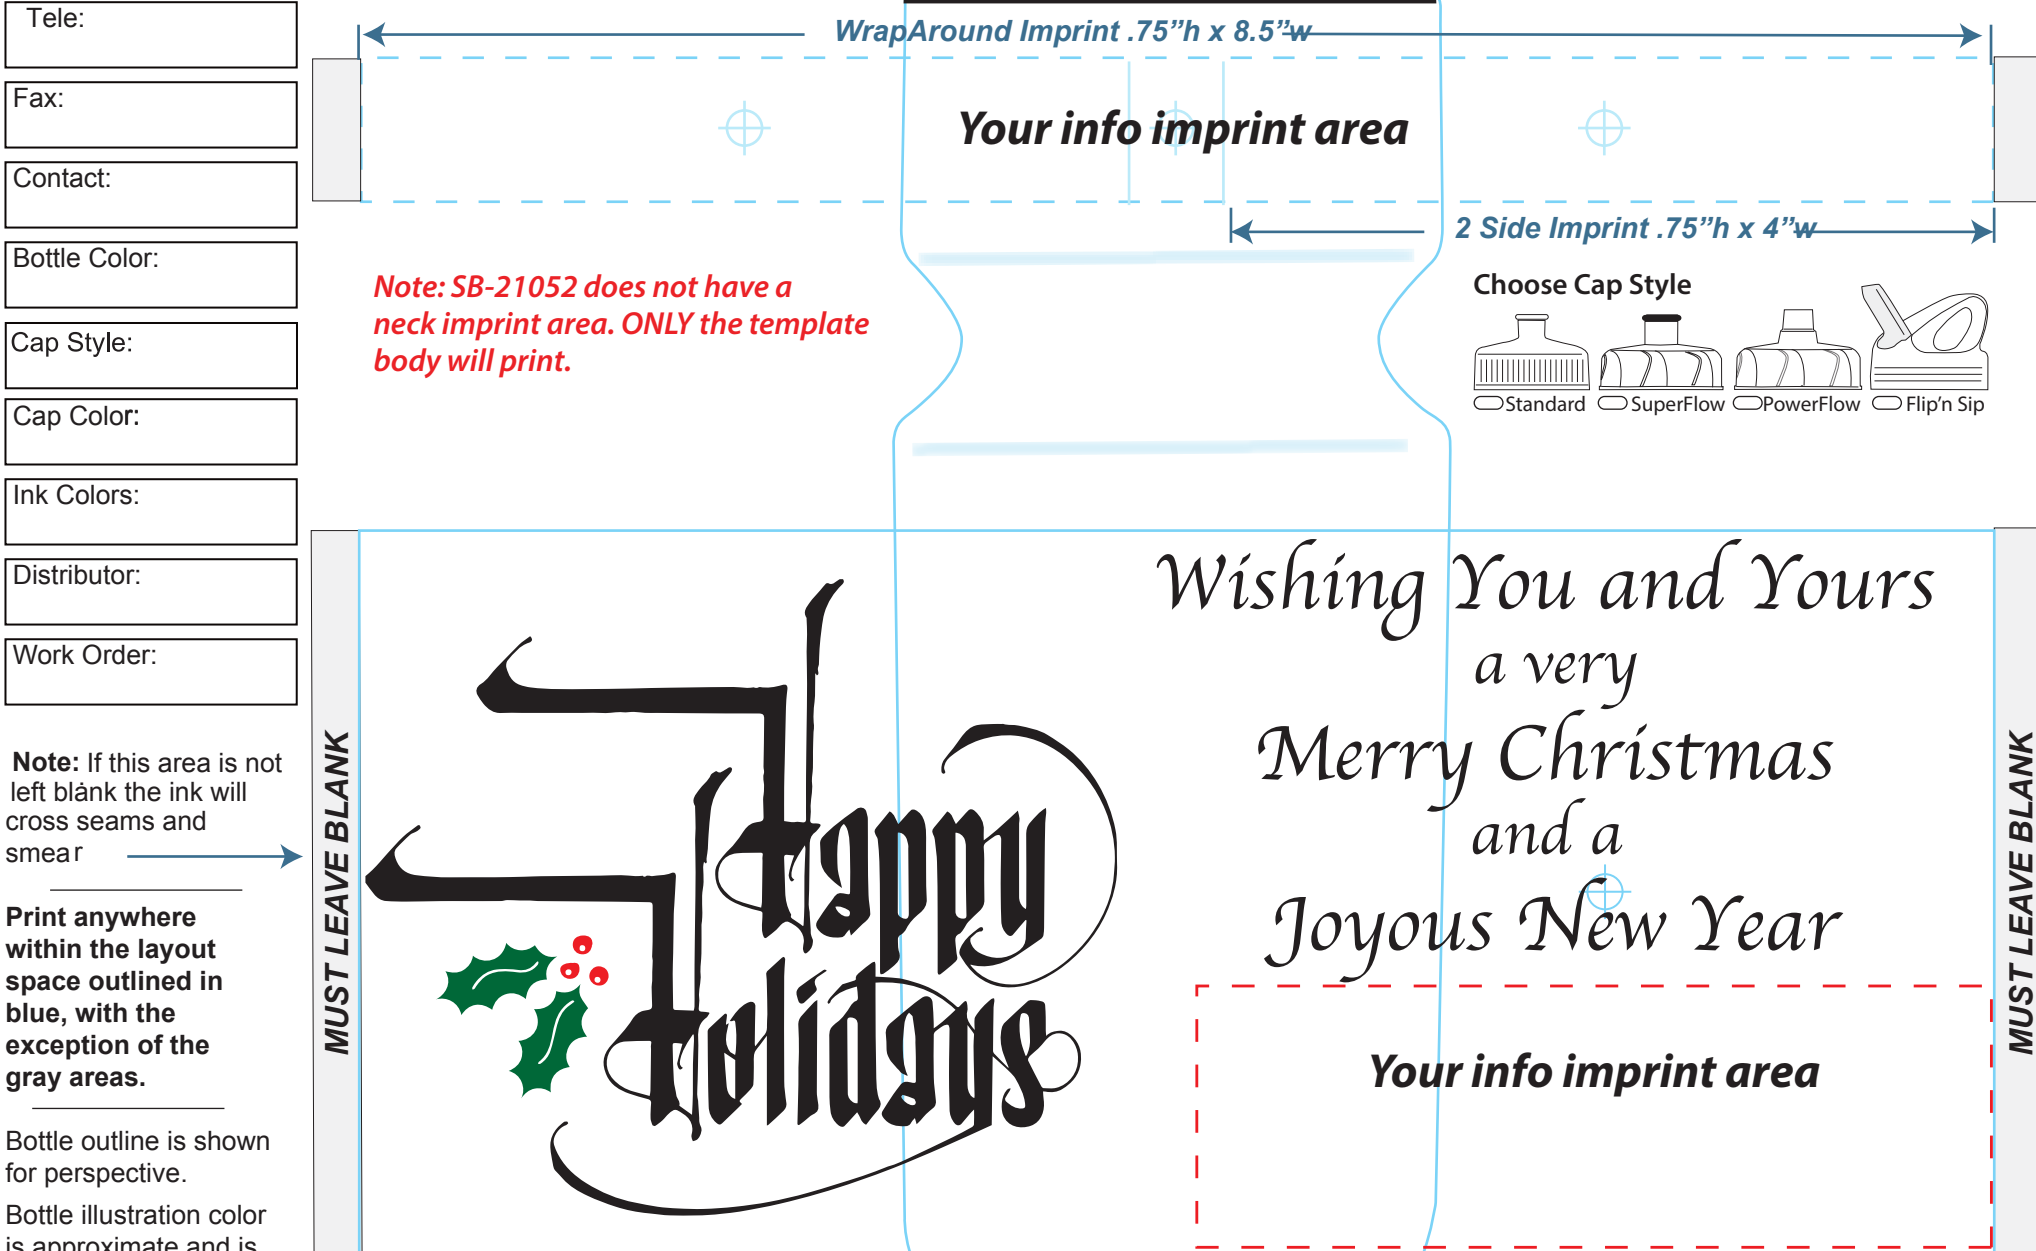 Tele:
Fax:
Contact:
Bottle Color:
Cap Style:
Cap Color:
Ink Colors:
Distributor:
Work Order:
Note: If this area is not
left blank the ink will
cross seams and
smear
Print anywhere
within the layout
space outlined in
blue, with the
exception of the
gray areas.
Bottle outline is shown
for perspective.
Bottle illustration color
is approximate and is
WrapAround Imprint .75”h x 8.5”w
Your info imprint area
2 Side Imprint .75”h x 4”w
Note: SB-21052 does not have a
neck imprint area. ONLY the template
body will print.
Choose Cap Style
Standard SuperFlow PowerFlow Flip’n Sip
MUST LEAVE BLANK
Happy
Holidays
Wishing You and Yours
a very
Merry Christmas
and a
Joyous New Year
Your info imprint area
MUST LEAVE BLANK